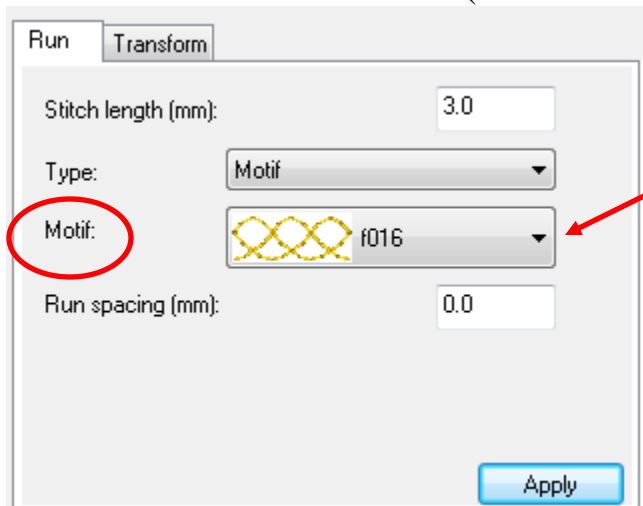 (
Run Transform
Stitch length (mm): 3.0
Type: Motif
Motif: f016
Run spacing (mm): 0.0
Apply